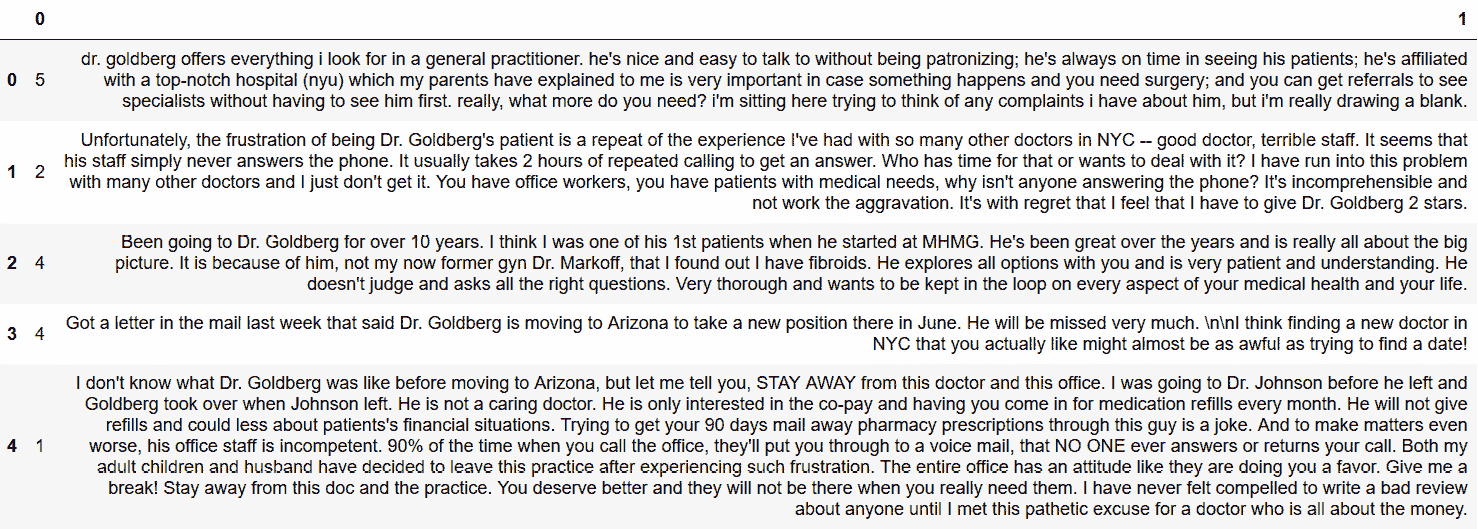 0 1
dr. goldberg offers everything i look for in a general practitioner. he's nice and easy to talk to without being patronizing; he's always on time in seeing his patients; he's affiliated
0 5 with a top-notch hospital (nyu) which my parents have explained to me is very important in case something happens and you need surgery; and you can get referrals to see
specialists without having to see him first. really, what more do you need? i'm sitting here trying to think of any complaints i have about him, but i'm really drawing a blank.
Unfortunately, the frustration of being Dr. Goldberg's patient is a repeat of the experience I've had with so many other doctors in NYC -- good doctor, terrible staff. It seems that
his staff simply never answers the phone. It usually takes 2 hours of repeated calling to get an answer. Who has time for that or wants to deal with it? I have run into this problem
1 2 with many other doctors and I just don't get it. You have office workers, you have patients with medical needs, why isn't anyone answering the phone? It's incomprehensible and
not work the aggravation. It's with regret that I feel that I have to give Dr. Goldberg 2 stars.
Been going to Dr. Goldberg for over 10 years. I think I was one of his 1st patients when he started at MHMG. He's been great over the years and is really all about the big
2 4 picture. It is because of him, not my now former gyn Dr. Markoff, that I found out I have fibroids. He explores all options with you and is very patient and understanding. He
doesn't judge and asks all the right questions. Very thorough and wants to be kept in the loop on every aspect of your medical health and your life.
3 4 Got a letter in the mail last week that said Dr. Goldberg is moving to Arizona to take a new position there in June. He will be missed very much. \n\nI think finding a new doctor in
NYC that you actually like might almost be as awful as trying to find a date!
I don't know what Dr. Goldberg was like before moving to Arizona, but let me tell you, STAY AWAY from this doctor and this office. I was going to Dr. Johnson before he left and
Goldberg took over when Johnson left. He is not a caring doctor. He is only interested in the co-pay and having you come in for medication refills every month. He will not give
refills and could less about patients's financial situations. Trying to get your 90 days mail away pharmacy prescriptions through this guy is a joke. And to make matters even
4 1 worse, his office staff is incompetent. 90% of the time when you call the office, they'll put you through to a voice mail, that NO ONE ever answers or returns your call. Both my
adult children and husband have decided to leave this practice after experiencing such frustration. The entire office has an attitude like they are doing you a favor. Give me a
break! Stay away from this doc and the practice. You deserve better and they will not be there when you really need them. I have never felt compelled to write a bad review
about anyone until I met this pathetic excuse for a doctor who is all about the money.